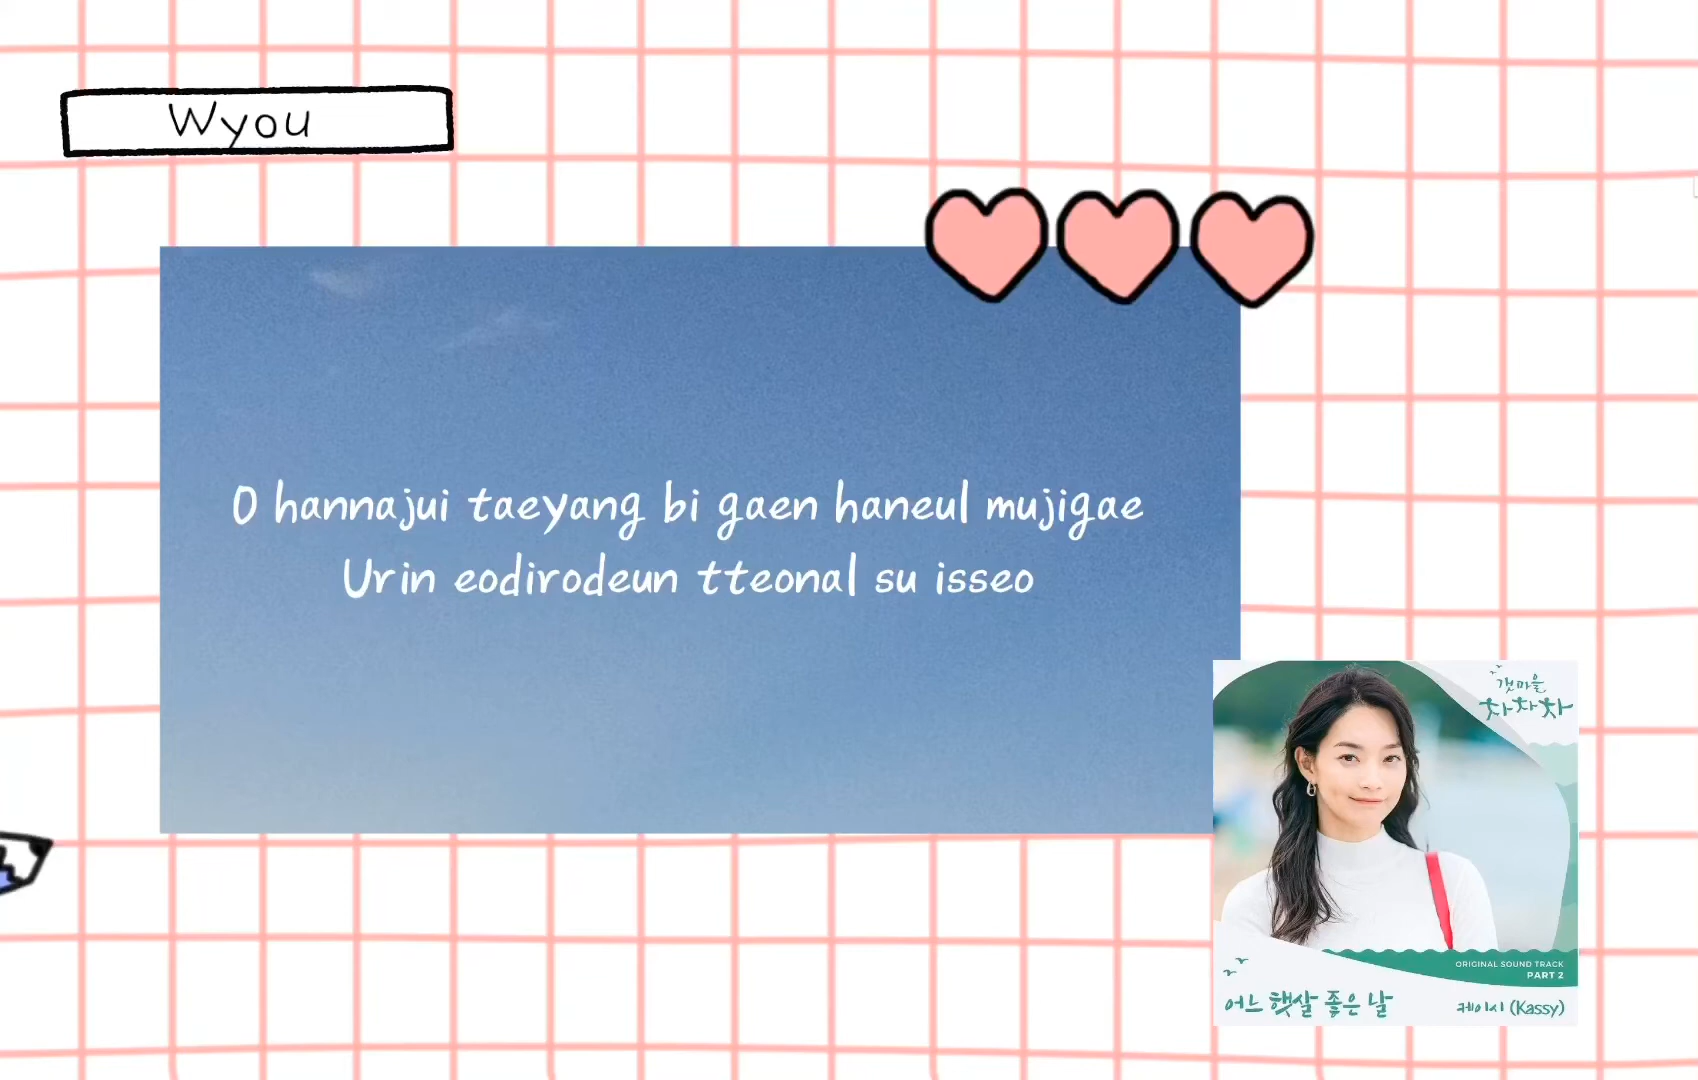 Wyou
O hannajui taeyang bi gaen haneul mujigae
Urin eodirodeun tteonal su isseo
갯마을
차차차
ORIGINAL SOUND TRACK
PART 2
어느 햇살 좋은 날
케이시 (Kassy)